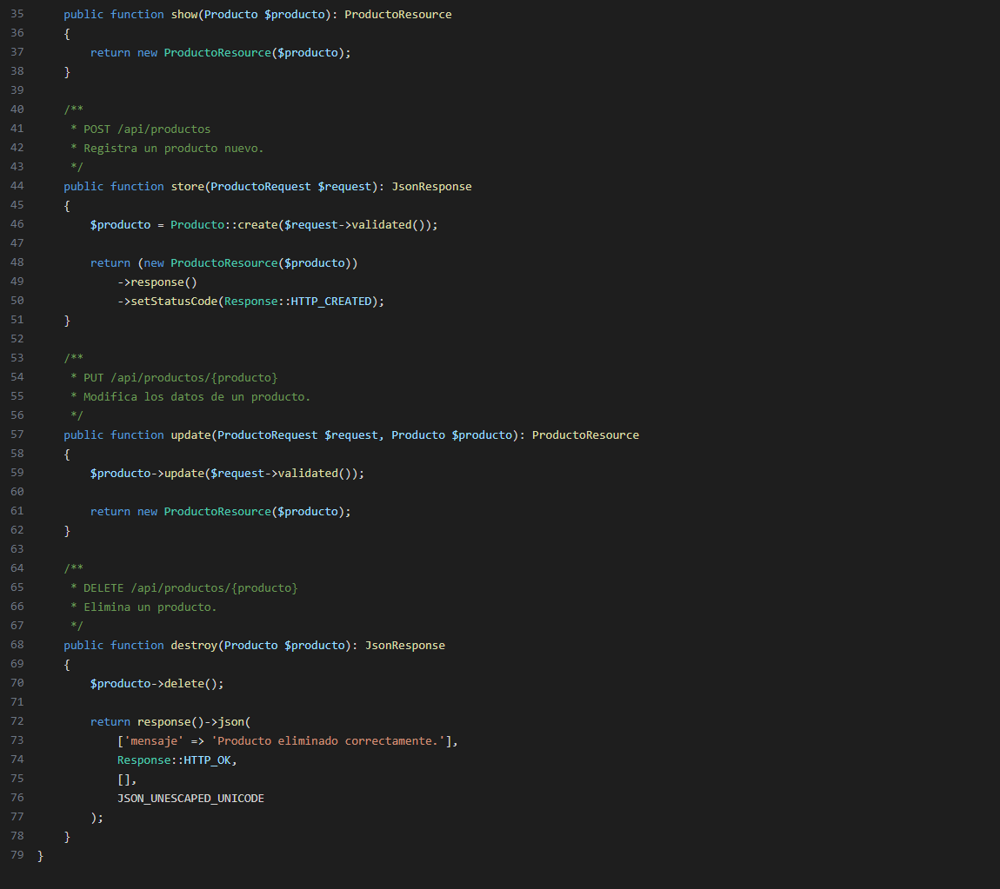 35 public function show(Producto $producto): ProductoResource
36 {
37 return new ProductoResource($producto);
38 }
39
40 /**
41 * POST /api/productos
42 * Registra un producto nuevo.
43 */
44 public function store(ProductoRequest $request): JsonResponse
45 {
46 $producto = Producto::create($request->validated());
47
48 return (new ProductoResource($producto))
49 ->response()
50 ->setStatusCode(Response::HTTP_CREATED);
51 }
52
53 /**
54 * PUT /api/productos/{producto}
55 * Modifica los datos de un producto.
56 */
57 public function update(ProductoRequest $request, Producto $producto): ProductoResource
58 {
59 $producto->update($request->validated());
60
61 return new ProductoResource($producto);
62 }
63
64 /**
65 * DELETE /api/productos/{producto}
66 * Elimina un producto.
67 */
68 public function destroy(Producto $producto): JsonResponse
69 {
70 $producto->delete();
71
72 return response()->json(
73 ['mensaje' => 'Producto eliminado correctamente.'],
74 Response::HTTP_OK,
75 [],
76 JSON_UNESCAPED_UNICODE
77 );
78 }
79 }